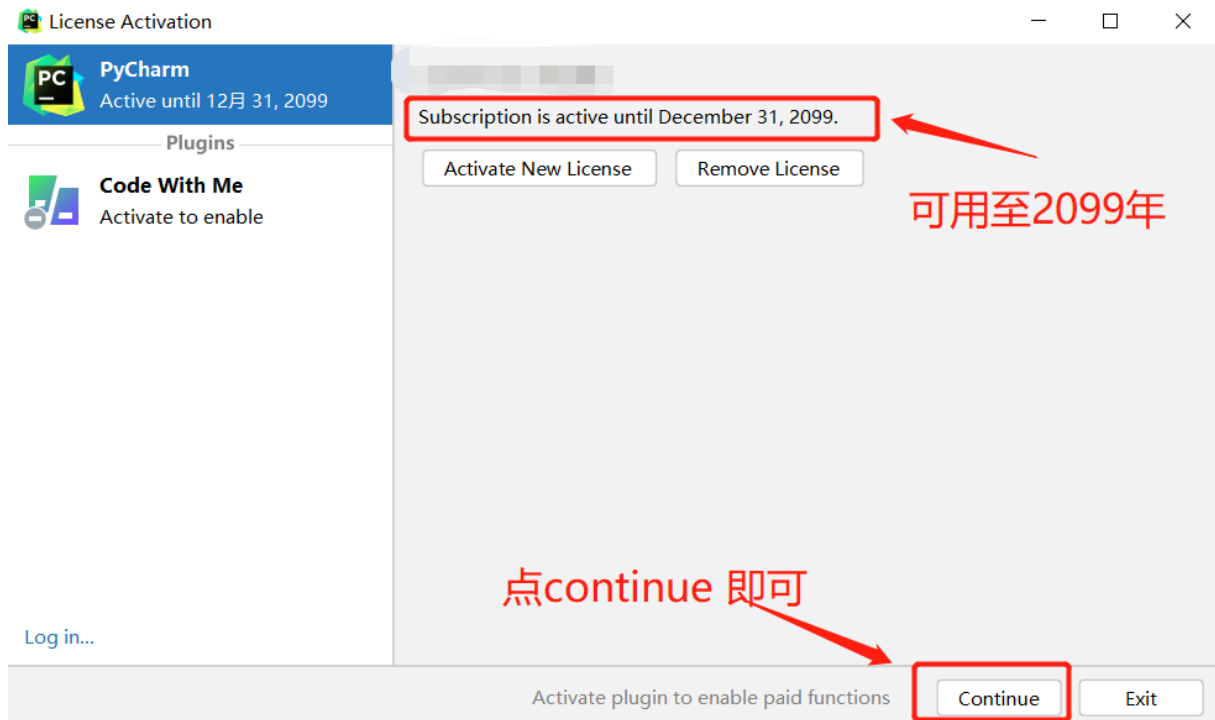 License Activation
PyCharm
Active until 12月 31, 2099
Plugins
Code With Me
Activate to enable
Log in...
Subscription is active until December 31, 2099.
Activate New License
Remove License
可用至2099年
点continue 即可
Activate plugin to enable paid functions
Continue
Exit